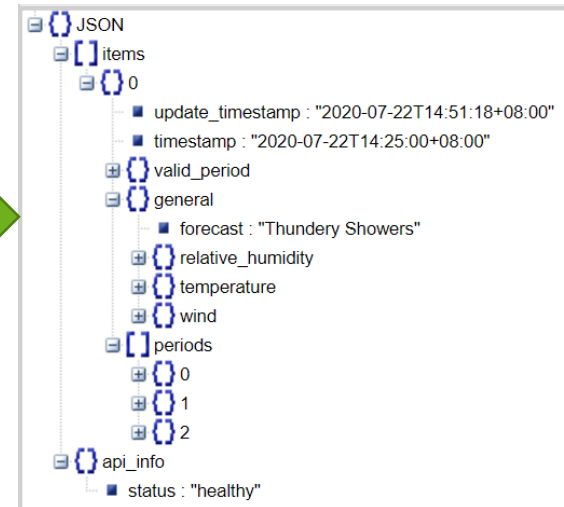 JSON
items
0
update_timestamp : "2020-07-22T14:51:18+08:00"
timestamp : "2020-07-22T14:25:00+08:00"
valid_period
general
forecast : "Thundery Showers"
relative_humidity
temperature
wind
periods
0
1
2
api_info
status : "healthy"